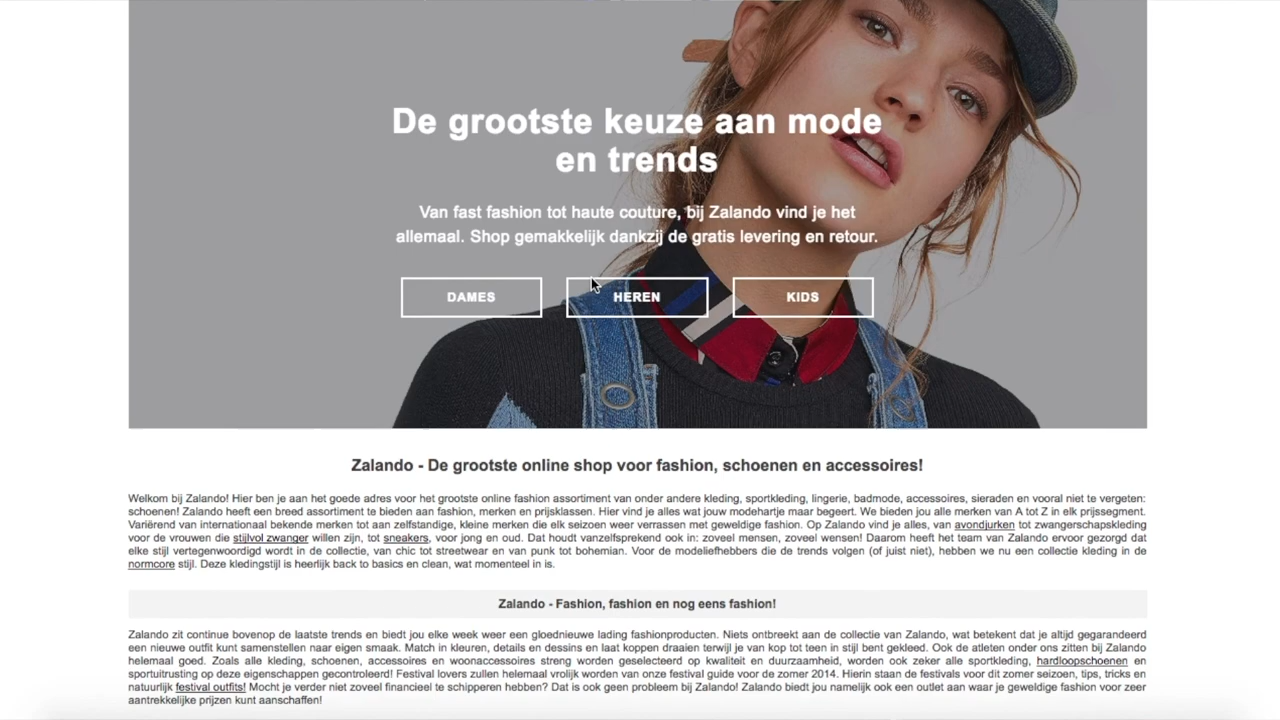 De grootste keuze aan mode
en trends
Van fast fashion tot haute couture, bij Zalando vind je het
allemaal. Shop gemakkelijk dankzij de gratis levering en retour.
DAMES
HEREN
KIDS
Zalando - De grootste online shop voor fashion, schoenen en accessoires!
Welkom bij Zalando! Hier ben je aan het goede adres voor het grootste online fashion assortiment van onder andere kleding, sportkleding, lingerie, badmode, accessoires, sieraden en vooral niet te vergeten:
schoenen! Zalando heeft een breed assortiment te bieden aan fashion, merken en prijsklassen. Hier vind je alles wat jouw modehartje maar begeert. We bieden jou alle merken van A tot Z in elk prijssegment.
Variërend van internationaal bekende merken tot aan zelfstandige, kleine merken die elk seizoen weer verrassen met geweldige fashion. Op Zalando vind je alles, van avondjurken tot zwangerschapskleding
voor de vrouwen die stijlvol zwanger willen zijn, tot sneakers, voor jong en oud. Dat houdt vanzelfsprekend ook in: zoveel mensen, zoveel wensen! Daarom heeft het team van Zalando ervoor gezorgd dat
elke stijl vertegenwoordigd wordt in de collectie, van chic tot streetwear en van punk tot bohemian. Voor de modeliefhebbers die de trends volgen (of juist niet), hebben we nu een collectie kleding in de
normcore stijl. Deze kledingstijl is heerlijk back to basics en clean, wat momenteel in is.
Zalando - Fashion, fashion en nog eens fashion!
Zalando zit continue bovenop de laatste trends en biedt jou elke week weer een gloednieuwe lading fashionproducten. Niets ontbreekt aan de collectie van Zalando, wat betekent dat je altijd gegarandeerd
een nieuwe outfit kunt samenstellen naar eigen smaak. Match in kleuren, details en dessins en laat koppen draaien terwijl je van kop tot teen in stijl bent gekleed. Ook de atleten onder ons zitten bij Zalando
helemaal goed. Zoals alle kleding, schoenen, accessoires en woonaccessoires streng worden geselecteerd op kwaliteit en duurzaamheid, worden ook zeker alle sportkleding, hardloopschoenen en
sportuitrusting op deze eigenschappen gecontroleerd! Festival lovers zullen helemaal vrolijk worden van onze festival guide voor de zomer 2014. Hierin staan de festivals voor dit zomer seizoen, tips, tricks en
natuurlijk festival outfits! Mocht je verder niet zoveel financieel te schipperen hebben? Dat is ook geen probleem bij Zalando! Zalando biedt jou namelijk ook een outlet aan waar je geweldige fashion voor zeer
aantrekkelijke prijzen kunt aanschaffen!